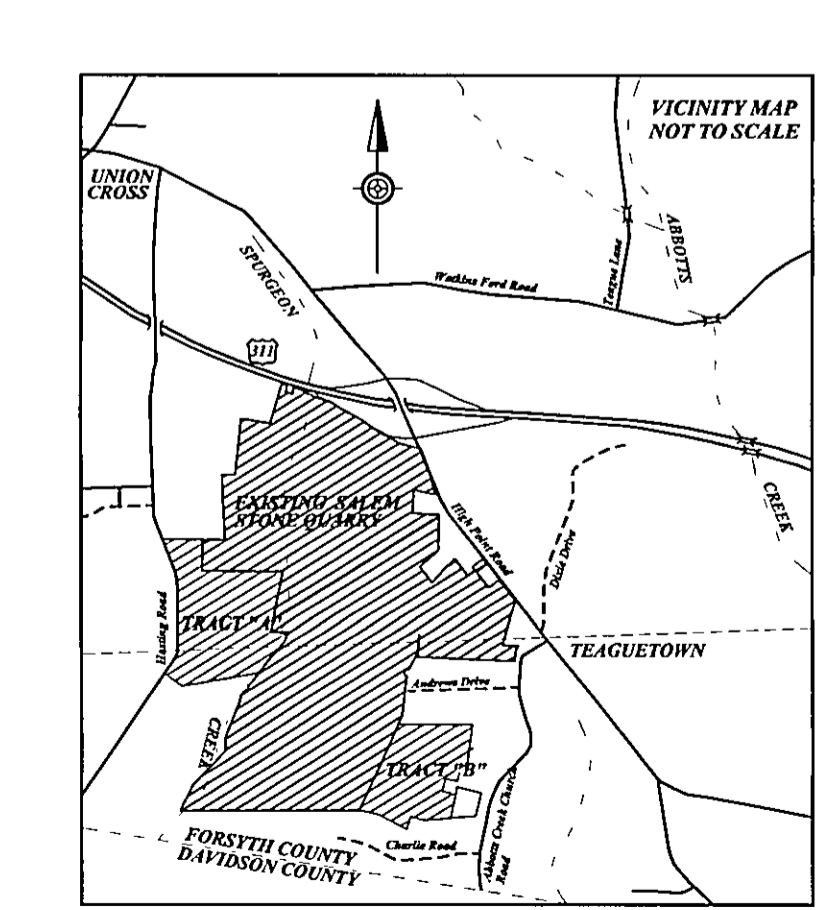 VICINITY MAP
NOT TO SCALE
UNION
CROSS
SPURGEON
ABBOTTS
Teague Lane
Watkins Ford Road
311
EXISTING SALEM
STONE QUARRY
High Point Road
CREEK
Dixie Drive
Hasting Road
TRACT "A"
TEAGUETOWN
Andrews Drive
CREEK
TRACT "B"
Abbotts Creek Church
Road
Charlie Road
FORSYTH COUNTY
DAVIDSON COUNTY